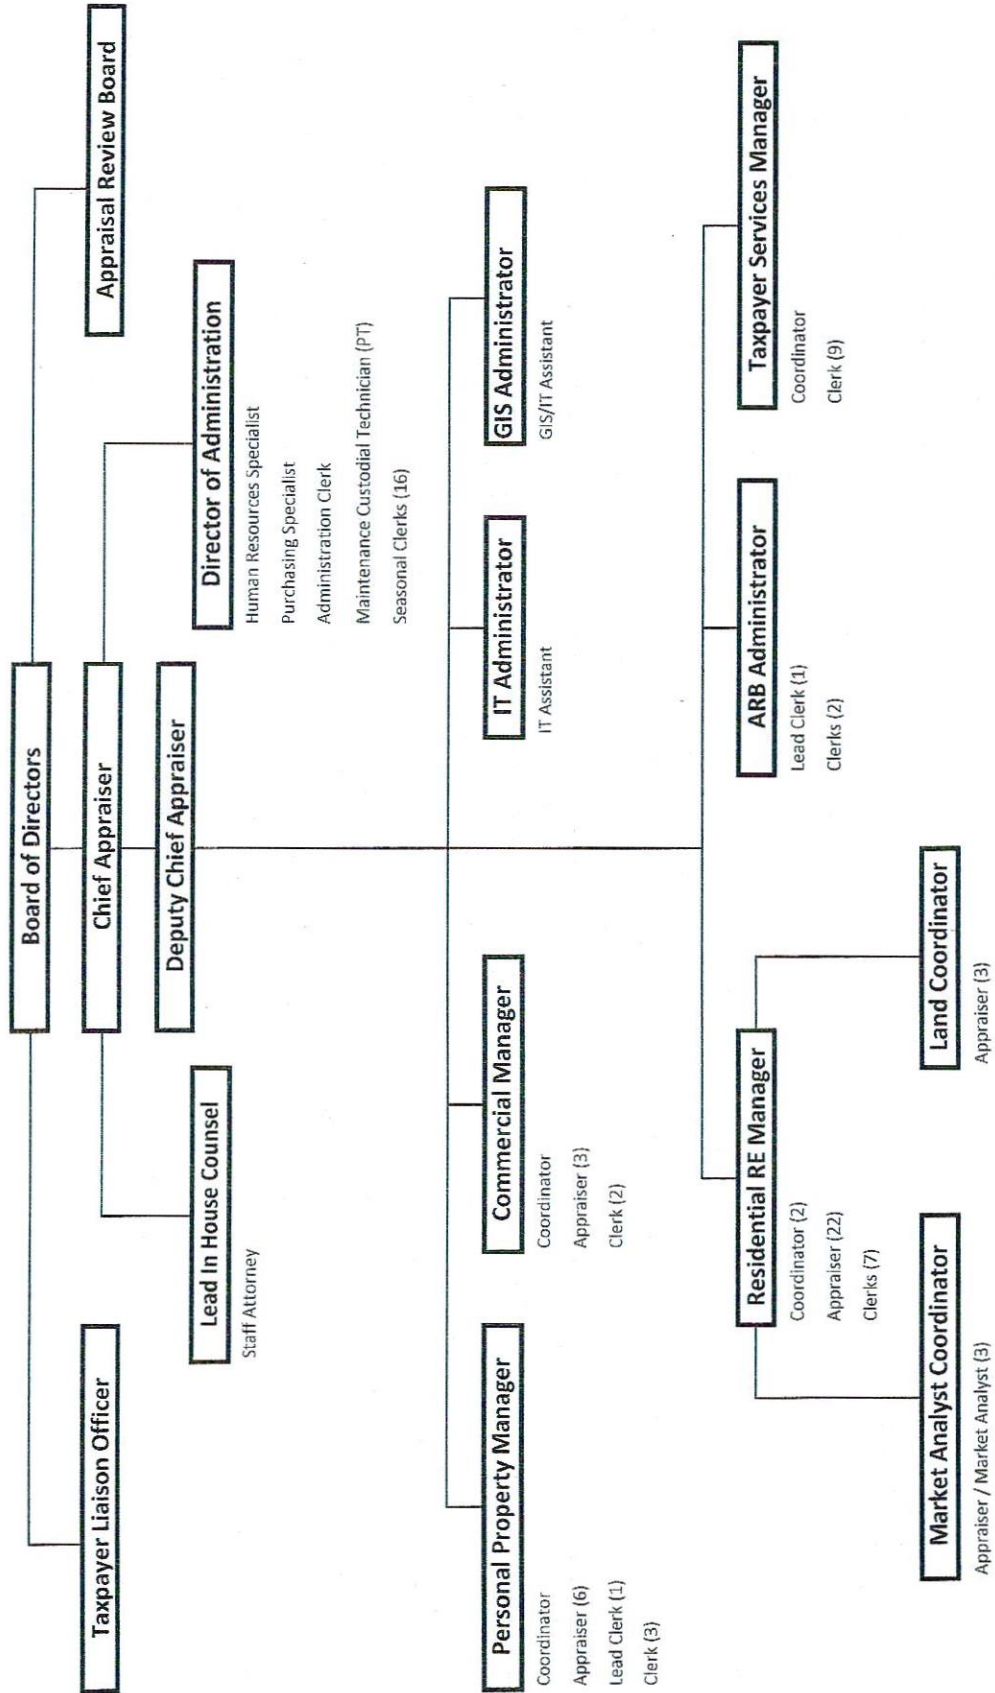 Board of Directors
Taxpayer Liaison Officer
Chief Appraiser
Appraisal Review Board
Deputy Chief Appraiser
Lead In House Counsel
Staff Attorney
Director of Administration
Human Resources Specialist
Purchasing Specialist
Administration Clerk
Maintenance Custodial Technician (PT)
Seasonal Clerks (16)
Personal Property Manager
Coordinator
Appraiser (6)
Lead Clerk (1)
Clerk (3)
Commercial Manager
Coordinator
Appraiser (3)
Clerk (2)
IT Administrator
IT Assistant
GIS Administrator
GIS/IT Assistant
Residential RE Manager
Coordinator (2)
Appraiser (22)
Clerks (7)
ARB Administrator
Lead Clerk (1)
Clerks (2)
Taxpayer Services Manager
Coordinator
Clerk (9)
Market Analyst Coordinator
Appraiser / Market Analyst (3)
Land Coordinator
Appraiser (3)